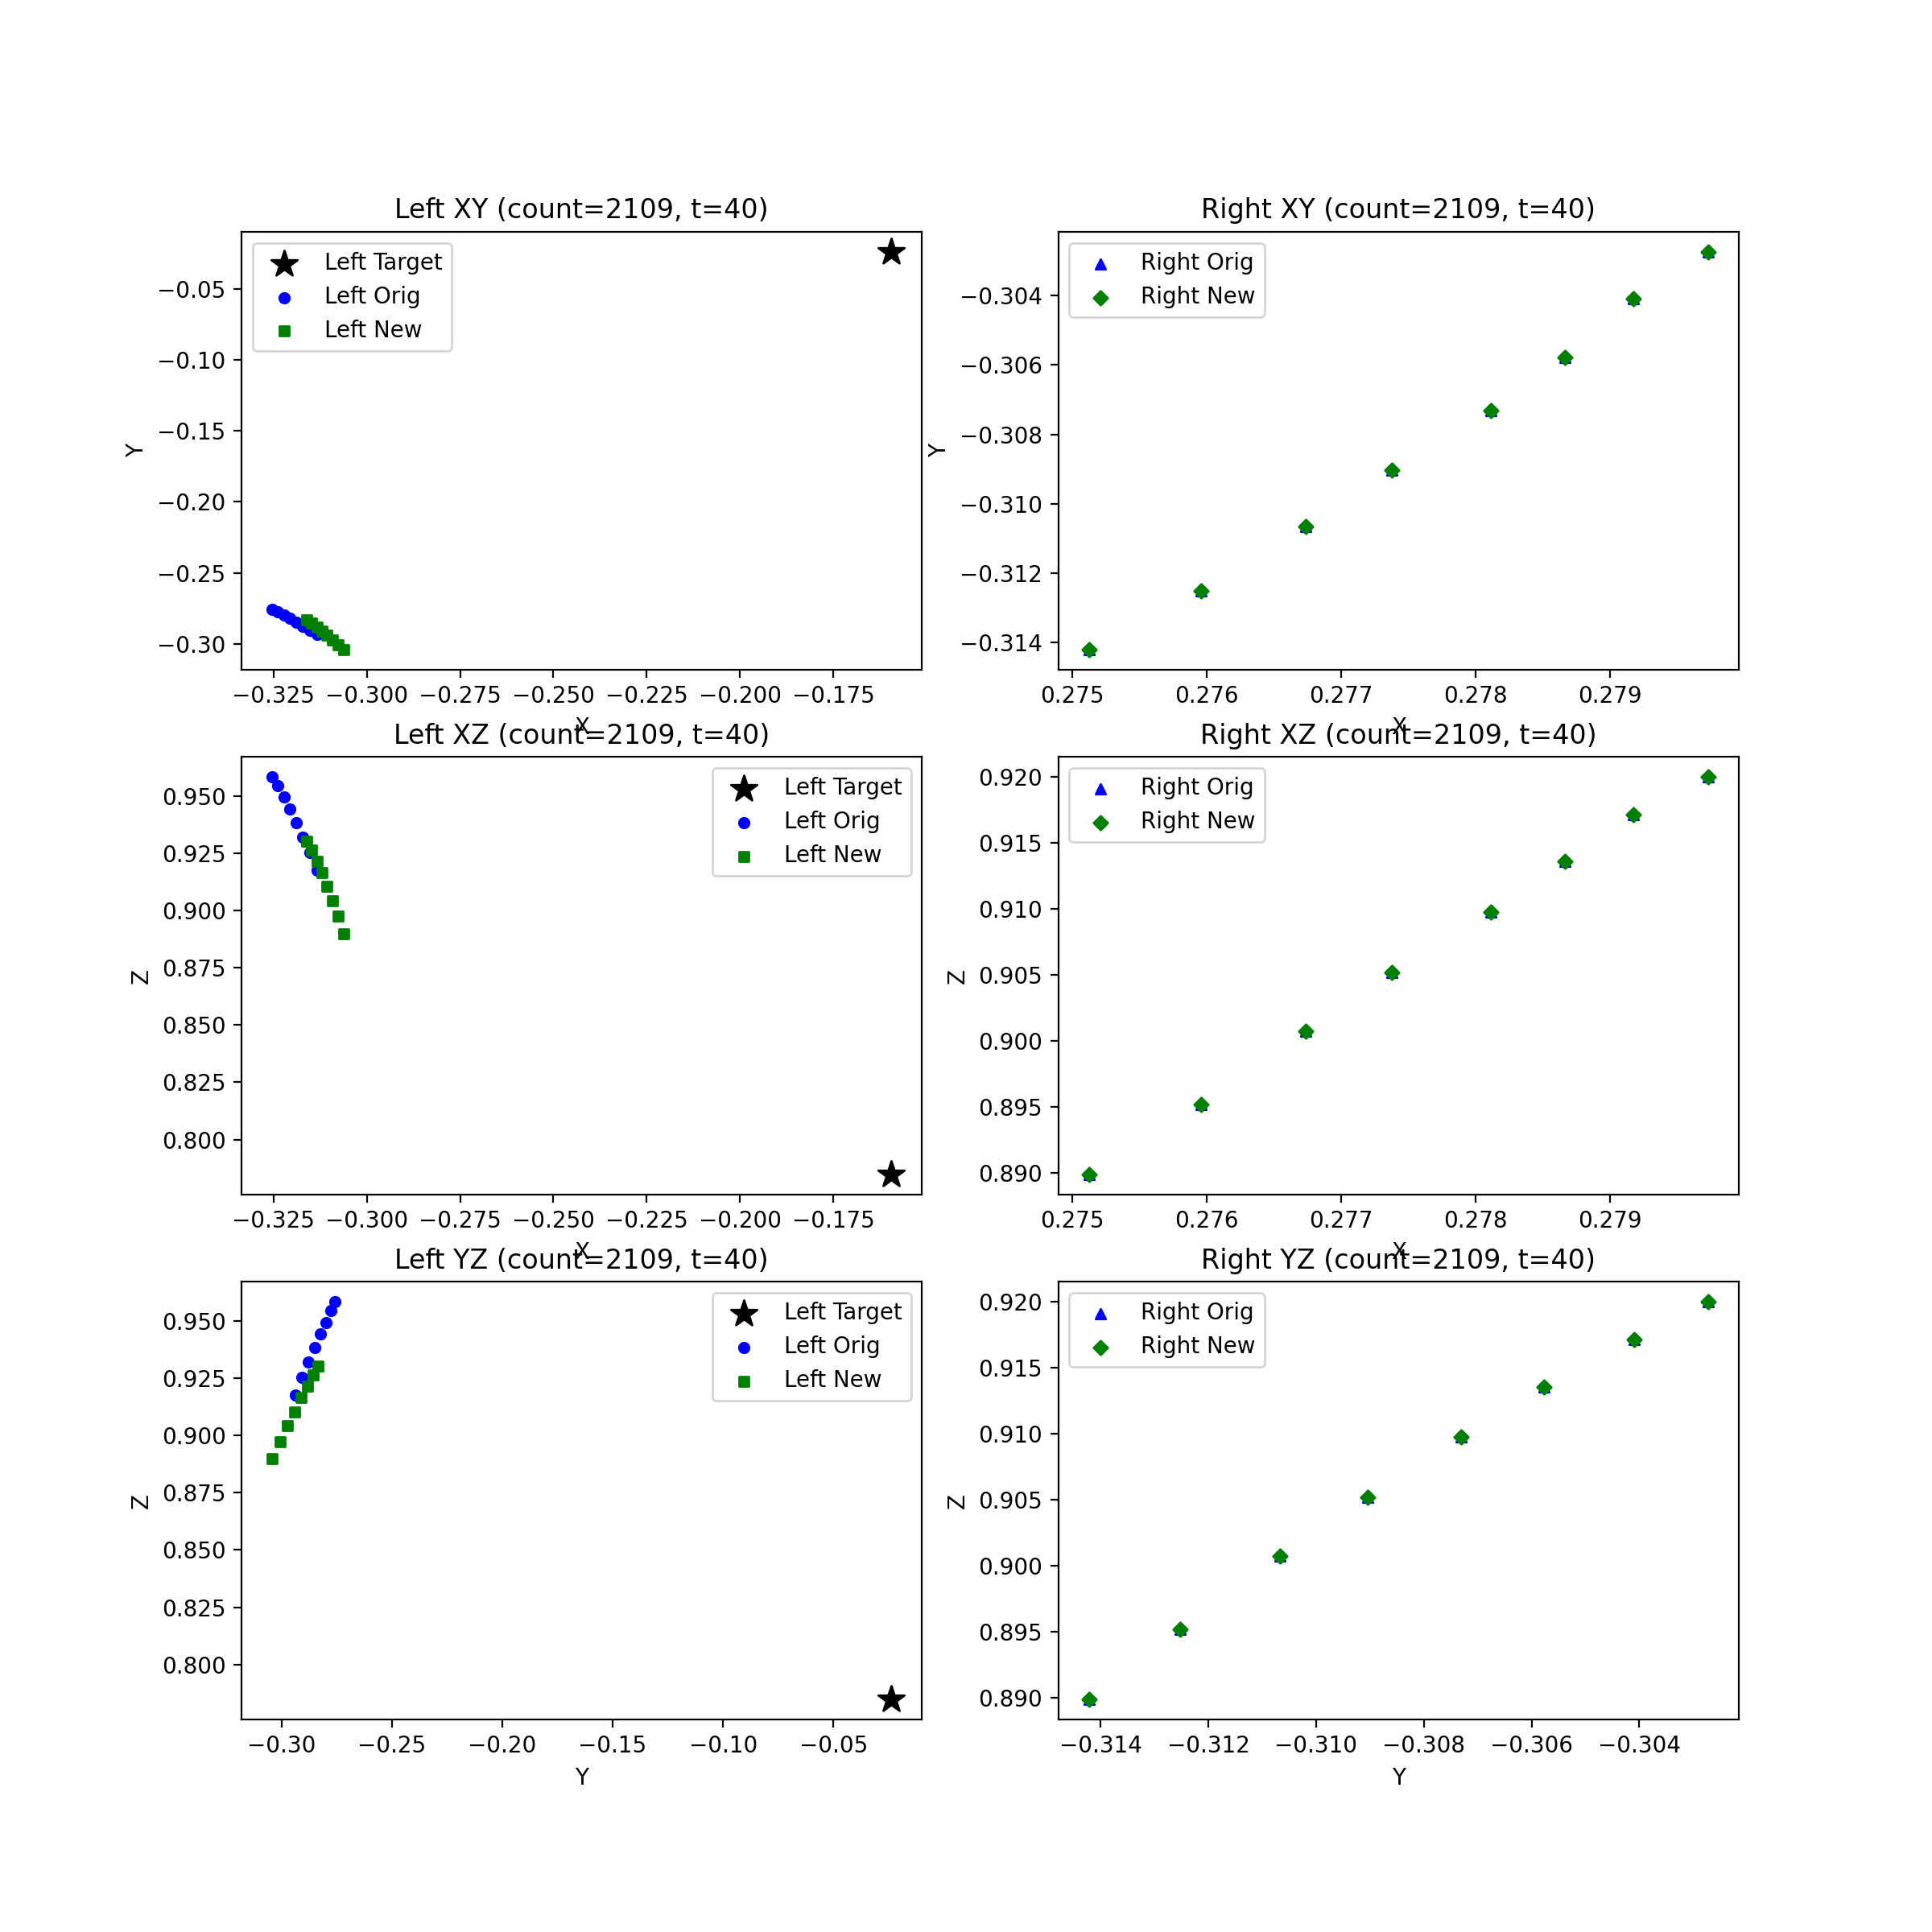 Left XY (count=2109, t=40)
Left Target
Left Orig
Left New
Y
−0.05
−0.10
−0.15
−0.20
−0.25
−0.30
−0.325 −0.300 −0.275 −0.250 −0.225 −0.200 −0.175
X
Right XY (count=2109, t=40)
Right Orig
Right New
Y
−0.304
−0.306
−0.308
−0.310
−0.312
−0.314
0.275 0.276 0.277 0.278 0.279
X
Left XZ (count=2109, t=40)
Left Target
Left Orig
Left New
Z
0.950
0.925
0.900
0.875
0.850
0.825
0.800
−0.325 −0.300 −0.275 −0.250 −0.225 −0.200 −0.175
X
Right XZ (count=2109, t=40)
Right Orig
Right New
Z
0.920
0.915
0.910
0.905
0.900
0.895
0.890
0.275 0.276 0.277 0.278 0.279
X
Left YZ (count=2109, t=40)
Left Target
Left Orig
Left New
Z
0.950
0.925
0.900
0.875
0.850
0.825
0.800
−0.30 −0.25 −0.20 −0.15 −0.10 −0.05
Y
Right YZ (count=2109, t=40)
Right Orig
Right New
Z
0.920
0.915
0.910
0.905
0.900
0.895
0.890
−0.314 −0.312 −0.310 −0.308 −0.306 −0.304
Y